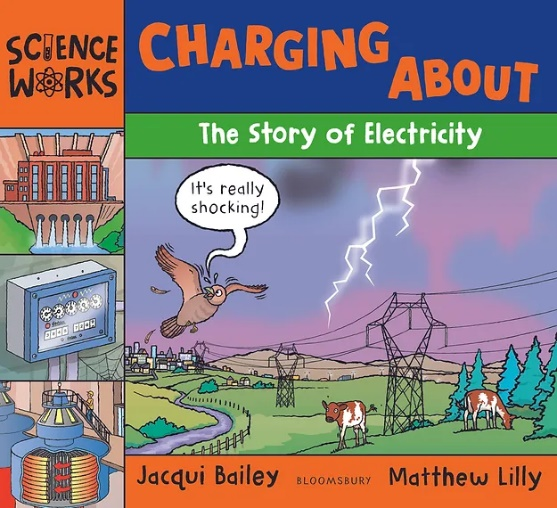 SCIENCE
WORKS
CHARGING
ABOUT
The Story of Electricity
It's really
shocking!
Jacqui Bailey
BLOOMSBURY
Matthew Lilly